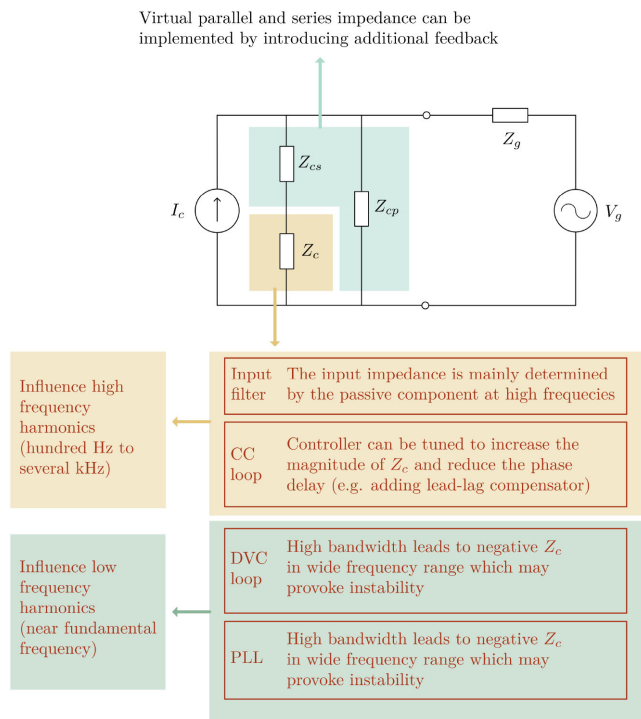 Virtual parallel and series impedance can be
implemented by introducing additional feedback
Z_g
Z_cs
I_c
Z_cp
V_g
Z_c
Influence high
frequency
harmonics
(hundred Hz to
several kHz)
Input
filter
The input impedance is mainly determined
by the passive component at high frequecies
CC
loop
Controller can be tuned to increase the
magnitude of Z_c and reduce the phase
delay (e.g. adding lead-lag compensator)
Influence low
frequency
harmonics
(near fundamental
frequency)
DVC
loop
High bandwidth leads to negative Z_c
in wide frequency range which may
provoke instability
PLL
High bandwidth leads to negative Z_c
in wide frequency range which may
provoke instability